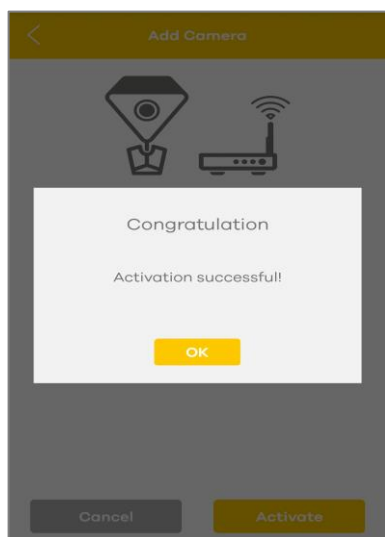 Add Camera
Congratulation
Activation successful!
OK
Cancel
Activate